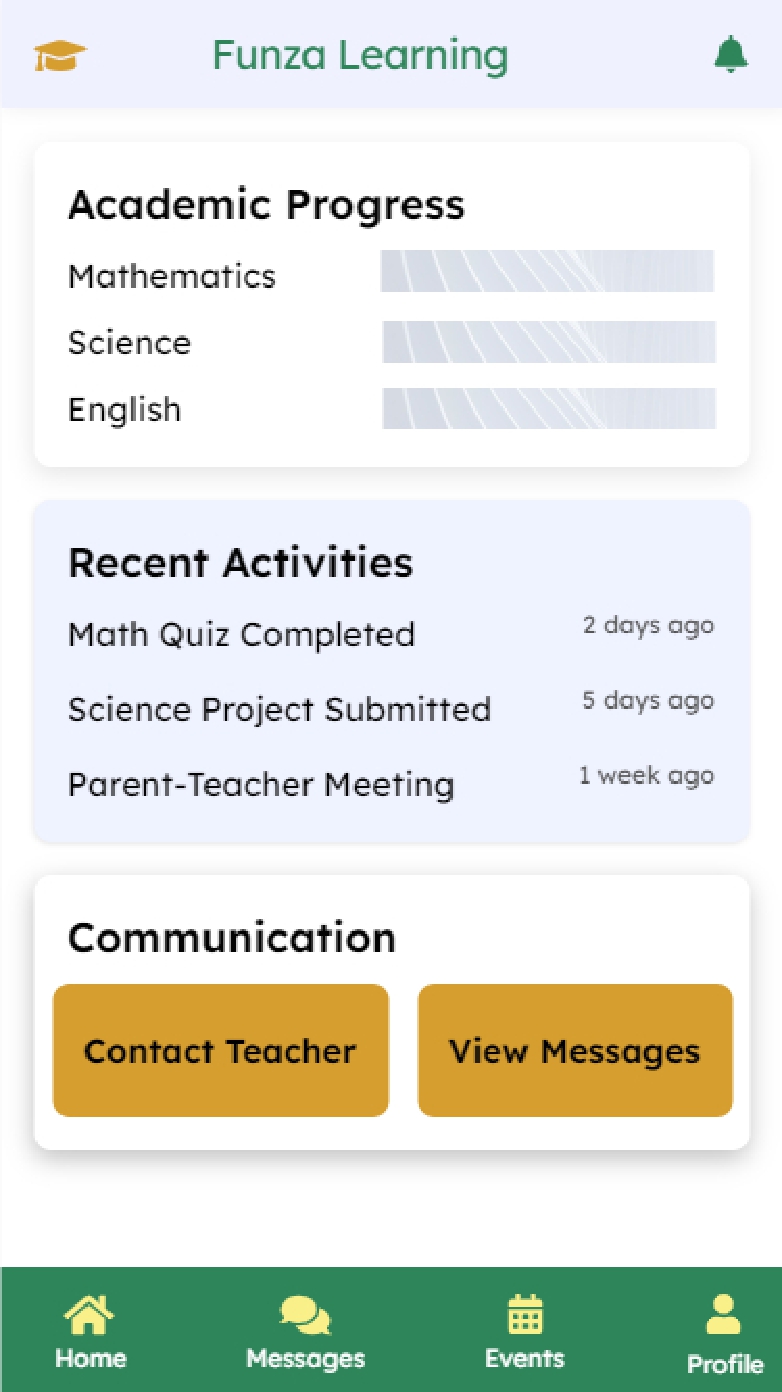 Funza Learning
Academic Progress
Mathematics
Science
English
Recent Activities
Math Quiz Completed 2 days ago
Science Project Submitted 5 days ago
Parent-Teacher Meeting 1 week ago
Communication
Contact Teacher View Messages
Home Messages Events Profile